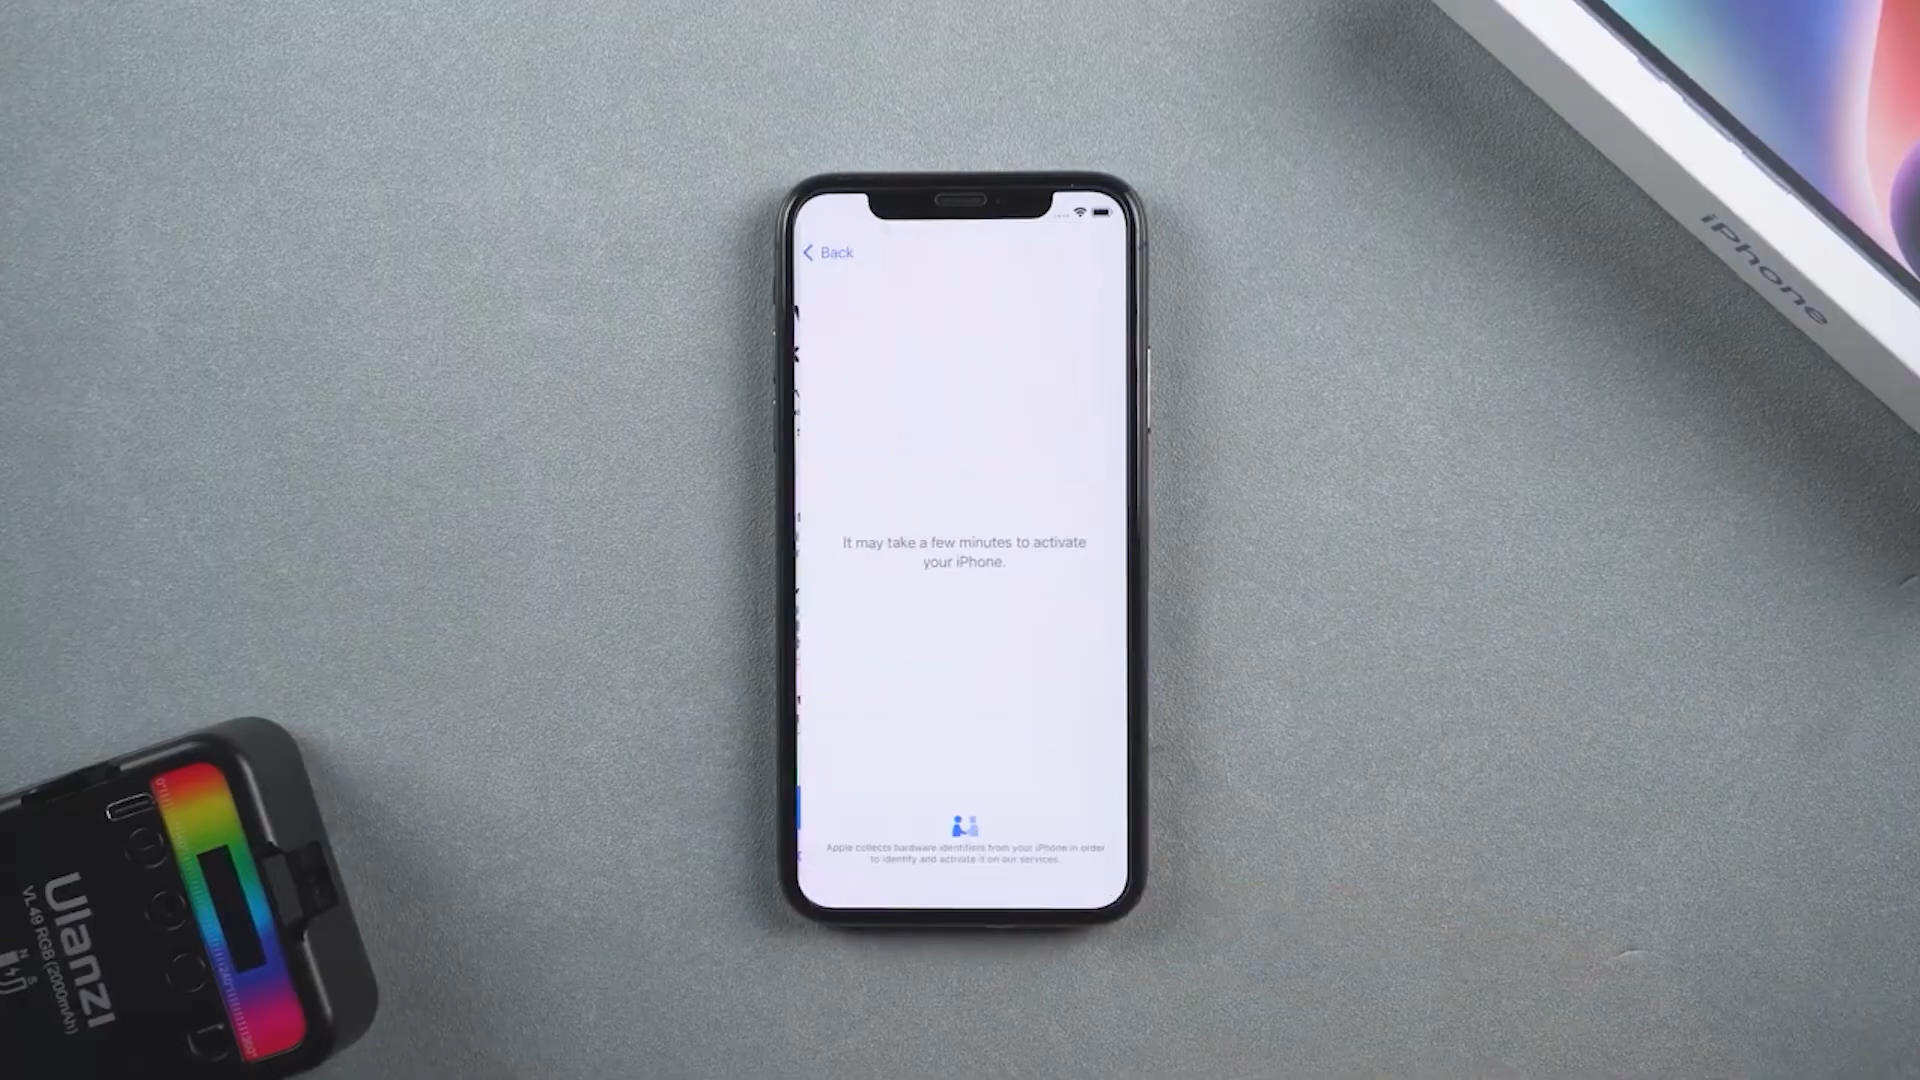 iPhone
Back
It may take a few minutes to activate
your iPhone.
Apple collects hardware identifiers from your iPhone in order
to identify and activate it on our services.
Ulanzi
VL49 RGB (2000mAh)
N S